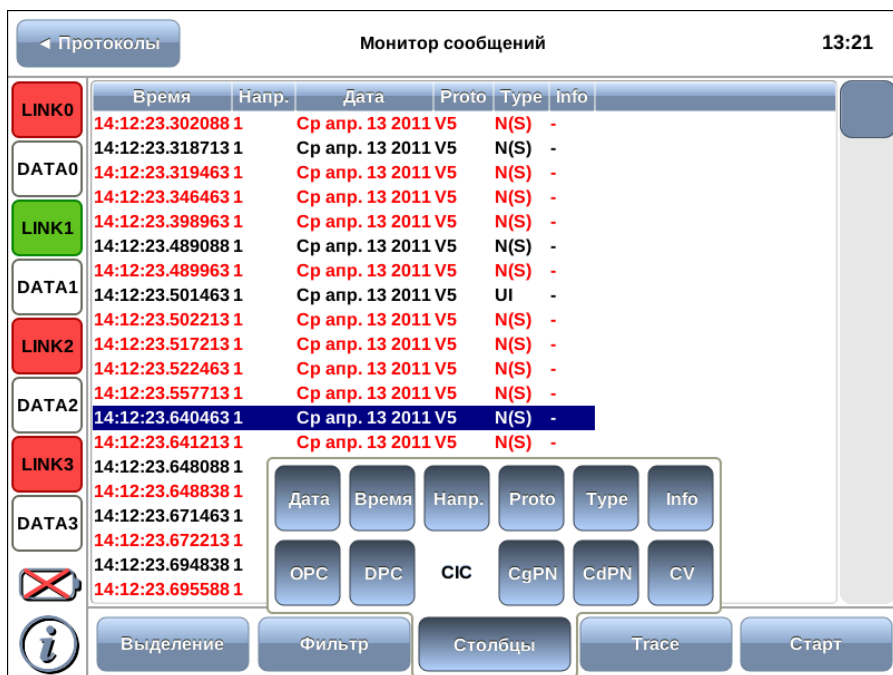 ◄ Протоколы Монитор сообщений 13:21
Время Напр. Дата Proto Type Info
LINK0
DATA0
LINK1
DATA1
LINK2
DATA2
LINK3
DATA3
14:12:23.302088 1 Ср апр. 13 2011 V5 N(S) -
14:12:23.318713 1 Ср апр. 13 2011 V5 N(S) -
14:12:23.319463 1 Ср апр. 13 2011 V5 N(S) -
14:12:23.346463 1 Ср апр. 13 2011 V5 N(S) -
14:12:23.398963 1 Ср апр. 13 2011 V5 N(S) -
14:12:23.489088 1 Ср апр. 13 2011 V5 N(S) -
14:12:23.489963 1 Ср апр. 13 2011 V5 N(S) -
14:12:23.501463 1 Ср апр. 13 2011 V5 UI -
14:12:23.502213 1 Ср апр. 13 2011 V5 N(S) -
14:12:23.517213 1 Ср апр. 13 2011 V5 N(S) -
14:12:23.522463 1 Ср апр. 13 2011 V5 N(S) -
14:12:23.557713 1 Ср апр. 13 2011 V5 N(S) -
14:12:23.640463 1 Ср апр. 13 2011 V5 N(S) -
14:12:23.641213 1 Ср апр. 13 2011 V5 N(S) -
14:12:23.648088 1
14:12:23.648838 1
14:12:23.671463 1
14:12:23.672213 1
14:12:23.694838 1
14:12:23.695588 1
Дата Время Напр. Proto Type Info
OPC DPC CIC CgPN CdPN CV
i Выделение Фильтр Столбцы Trace Старт